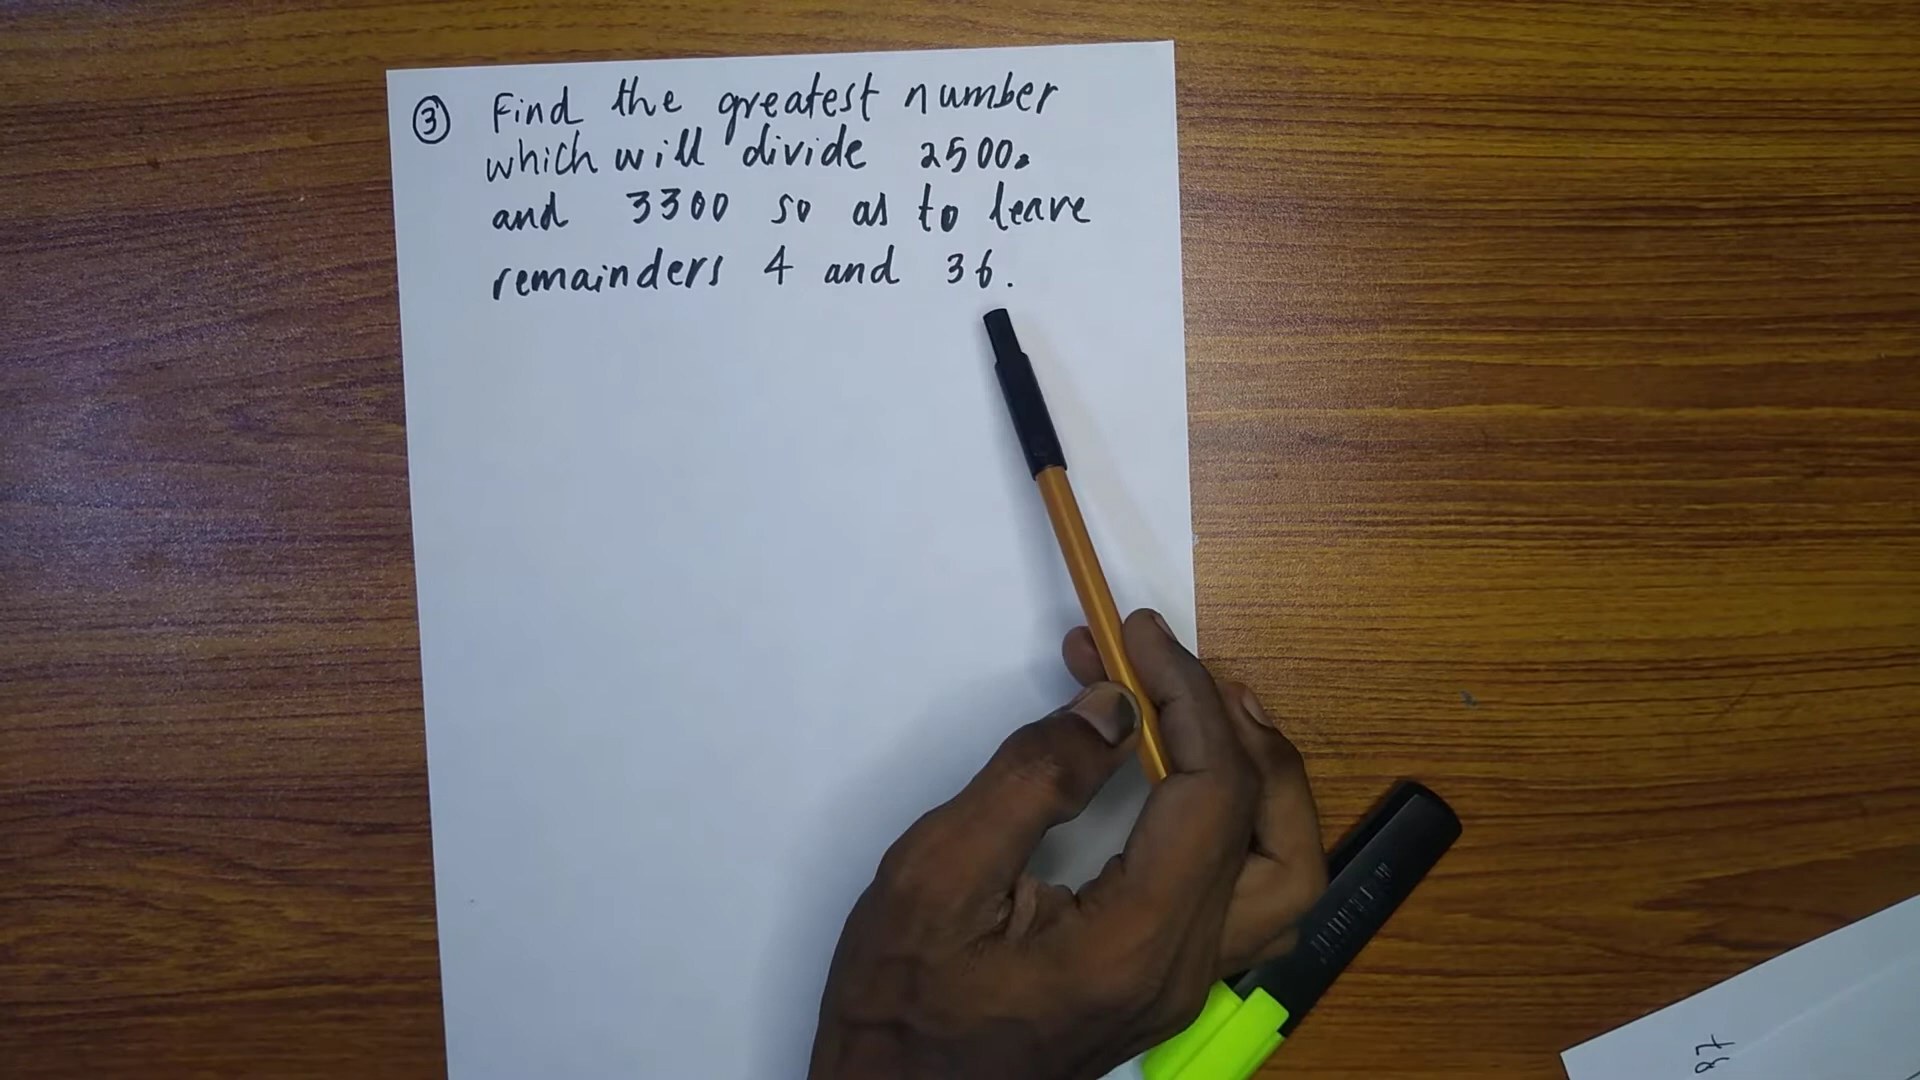 ③ Find the greatest number
which will divide 2500
and 3300 so as to leave
remainders 4 and 36.
37